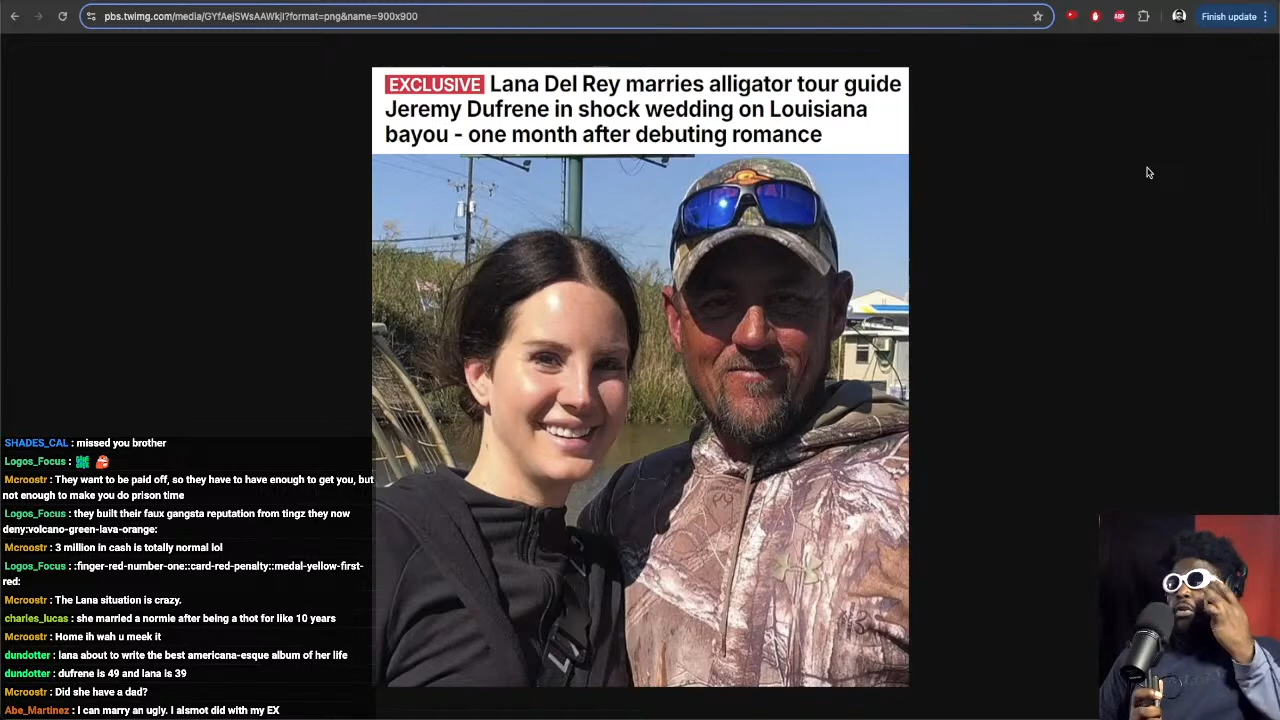 pbs.twimg.com/media/GYfAejSWsAAWkjI?format=png&name=900x900
ABP
Finish update
EXCLUSIVE Lana Del Rey marries alligator tour guide
Jeremy Dufrene in shock wedding on Louisiana
bayou - one month after debuting romance
SHADES_CAL : missed you brother
Logos_Focus :
Mcroostr : They want to be paid off, so they have to have enough to get you, but
not enough to make you do prison time
Logos_Focus : they built their faux gangsta reputation from tingz they now
deny:volcano-green-lava-orange:
Mcroostr : 3 million in cash is totally normal lol
Logos_Focus : :finger-red-number-one::card-red-penalty::medal-yellow-first-
red:
Mcroostr : The Lana situation is crazy.
charles_lucas : she married a normie after being a thot for like 10 years
Mcroostr : Home ih wah u meek it
dundotter : lana about to write the best americana-esque album of her life
dundotter : dufrene is 49 and lana is 39
Mcroostr : Did she have a dad?
Abe_Martinez : I can marry an ugly. I alsmot did with my EX